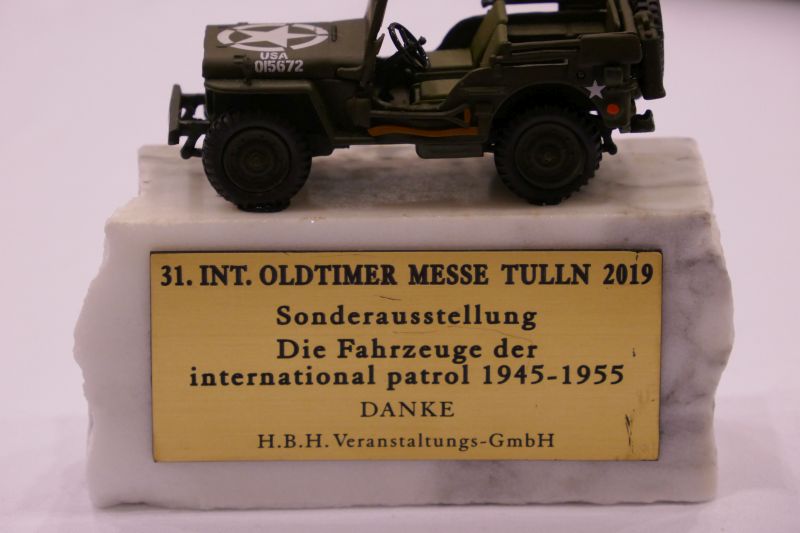 USA
015672
31. INT. OLDTIMER MESSE TULLN 2019
Sonderausstellung
Die Fahrzeuge der
international patrol 1945-1955
DANKE
H.B.H. Veranstaltungs-GmbH